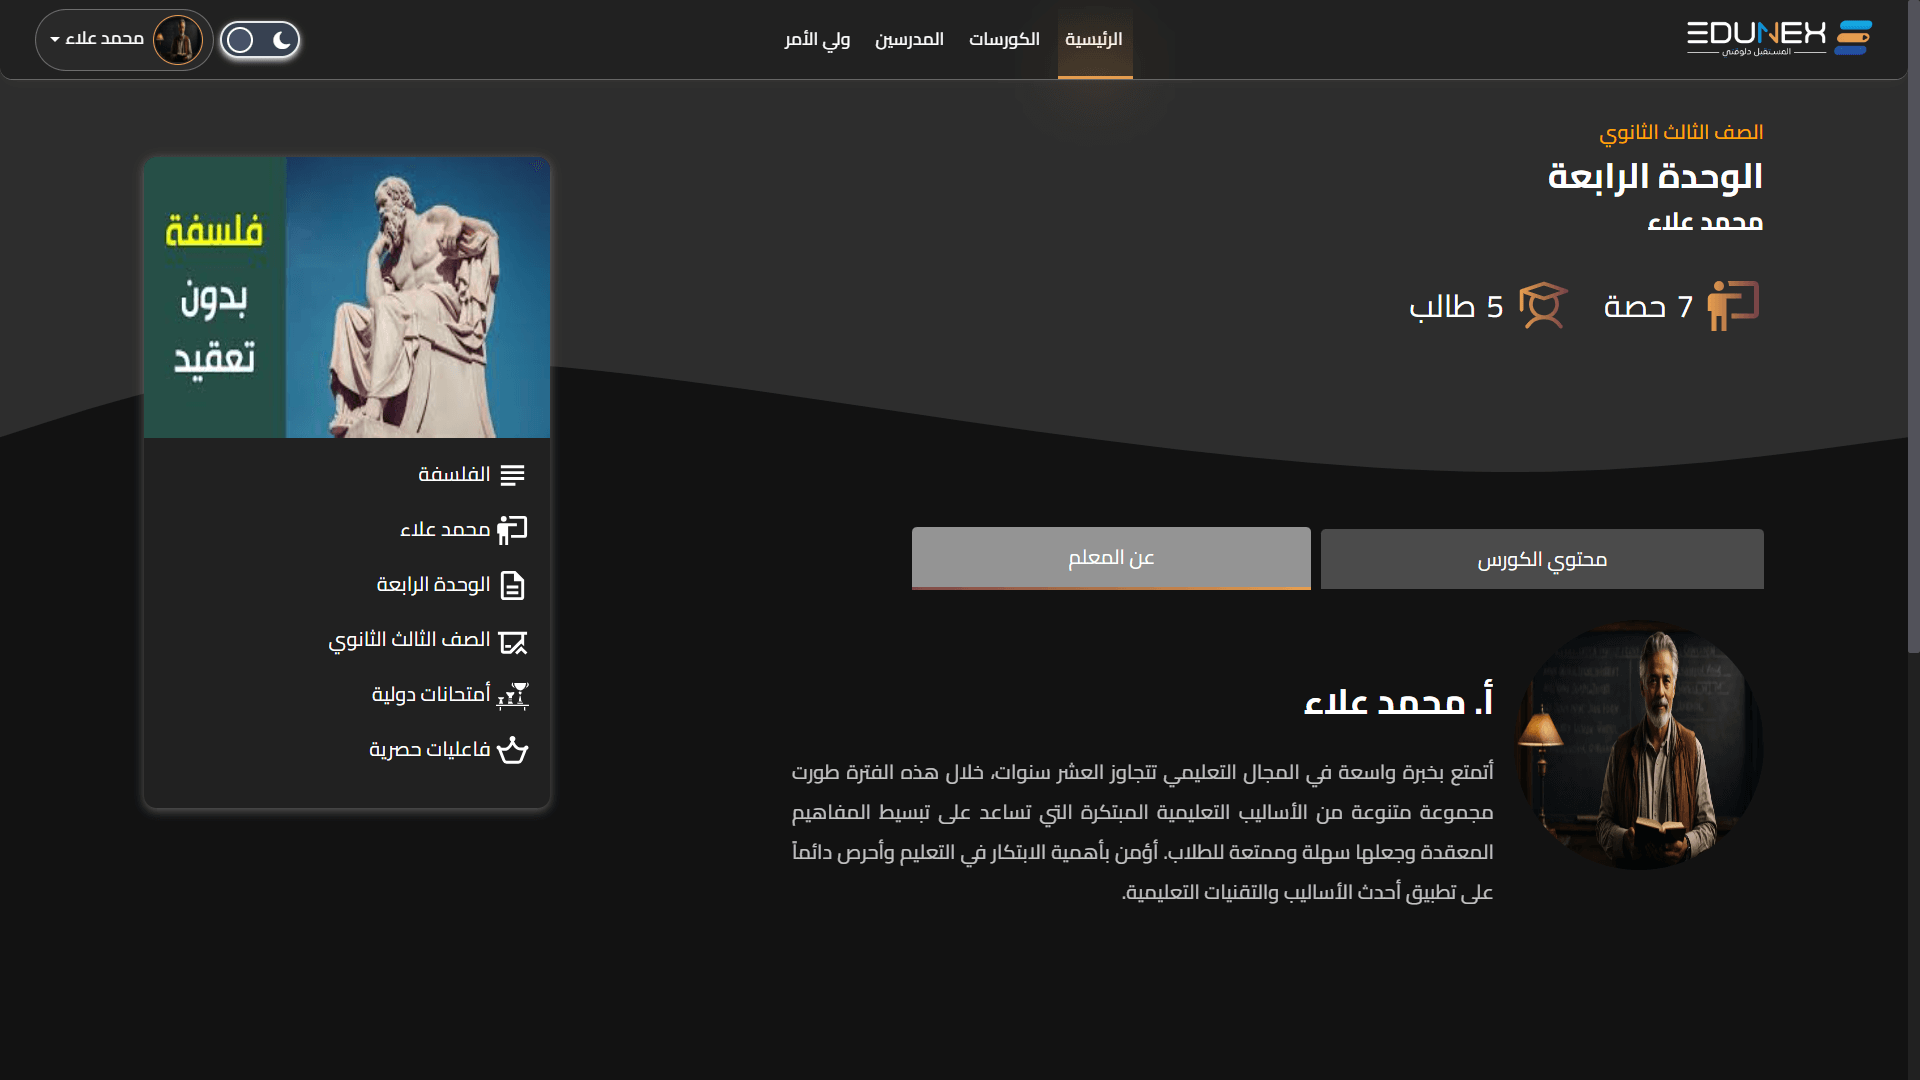 EDUNEX
المستقبل دلوقتي
الرئيسية
الكورسات
المدرسين
ولي الأمر
محمد علاء
الصف الثالث الثانوي
الوحدة الرابعة
محمد علاء
7 حصة
5 طالب
فلسفة
بدون
تعقيد
الفلسفة
محمد علاء
الوحدة الرابعة
الصف الثالث الثانوي
أمتحانات دولية
فاعليات حصرية
محتوي الكورس
عن المعلم
أ. محمد علاء
أتمتع بخبرة واسعة في المجال التعليمي تتجاوز العشر سنوات، خلال هذه الفترة طورت
مجموعة متنوعة من الأساليب التعليمية المبتكرة التي تساعد على تبسيط المفاهيم
المعقدة وجعلها سهلة وممتعة للطلاب. أؤمن بأهمية الابتكار في التعليم وأحرص دائماً
على تطبيق أحدث الأساليب والتقنيات التعليمية.